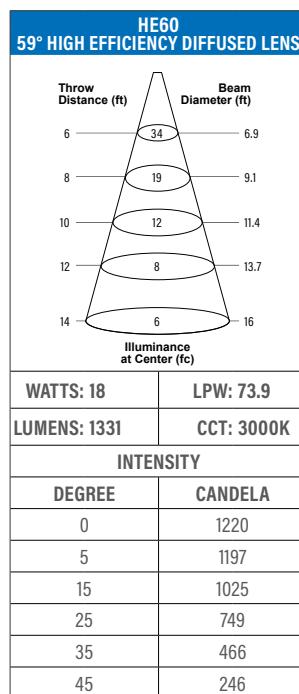 HE60
59° HIGH EFFICIENCY DIFFUSED LENS
Throw Beam
Distance (ft) Diameter (ft)
6 34 6.9
8 19 9.1
10 12 11.4
12 8 13.7
14 6 16
Illuminance
at Center (fc)
WATTS: 18 LPW: 73.9
LUMENS: 1331 CCT: 3000K
INTENSITY
DEGREE CANDELA
0 1220
5 1197
15 1025
25 749
35 466
45 246